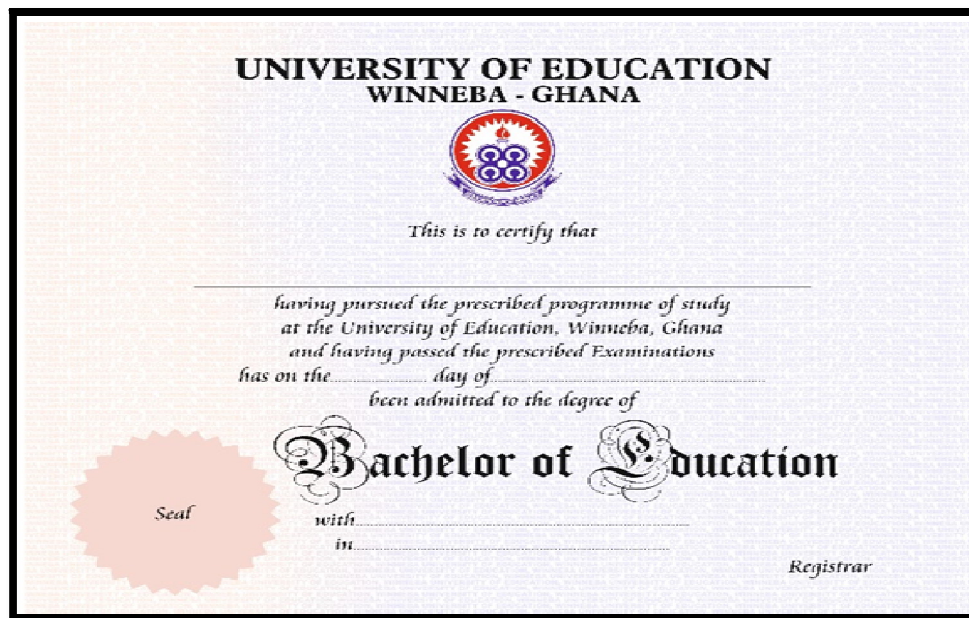 UNIVERSITY OF EDUCATION
WINNEBA - GHANA
This is to certify that
having pursued the prescribed programme of study
at the University of Education, Winneba, Ghana
and having passed the prescribed Examinations
has on the.................... day of............................................................
been admitted to the degree of
Bachelor of Education
Seal
with............................................................
in............................................................
Registrar